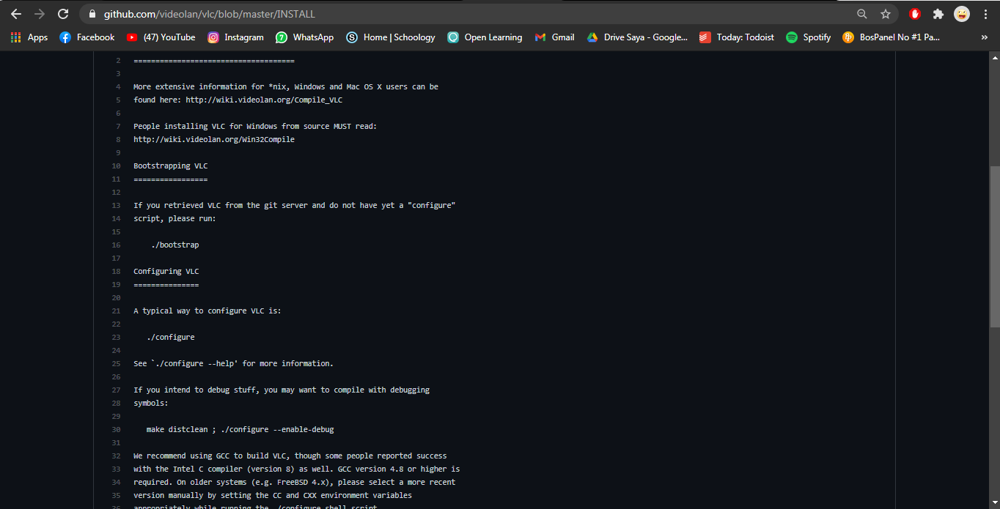 github.com/videolan/vlc/blob/master/INSTALL
Apps Facebook (47) YouTube Instagram WhatsApp Home | Schoology Open Learning Gmail Drive Saya - Google... Today: Todoist Spotify BosPanel No #1 Pa... »
2 =====================================
3
4 More extensive information for *nix, Windows and Mac OS X users can be
5 found here: http://wiki.videolan.org/Compile_VLC
6
7 People installing VLC for Windows from source MUST read:
8 http://wiki.videolan.org/Win32Compile
9
10 Bootstrapping VLC
11 =================
12
13 If you retrieved VLC from the git server and do not have yet a "configure"
14 script, please run:
15
16 ./bootstrap
17
18 Configuring VLC
19 ===============
20
21 A typical way to configure VLC is:
22
23 ./configure
24
25 See `./configure --help' for more information.
26
27 If you intend to debug stuff, you may want to compile with debugging
28 symbols:
29
30 make distclean ; ./configure --enable-debug
31
32 We recommend using GCC to build VLC, though some people reported success
33 with the Intel C compiler (version 8) as well. GCC version 4.8 or higher is
34 required. On older systems (e.g. FreeBSD 4.x), please select a more recent
35 version manually by setting the CC and CXX environment variables
36 appropriately while running the ./configure shell script.